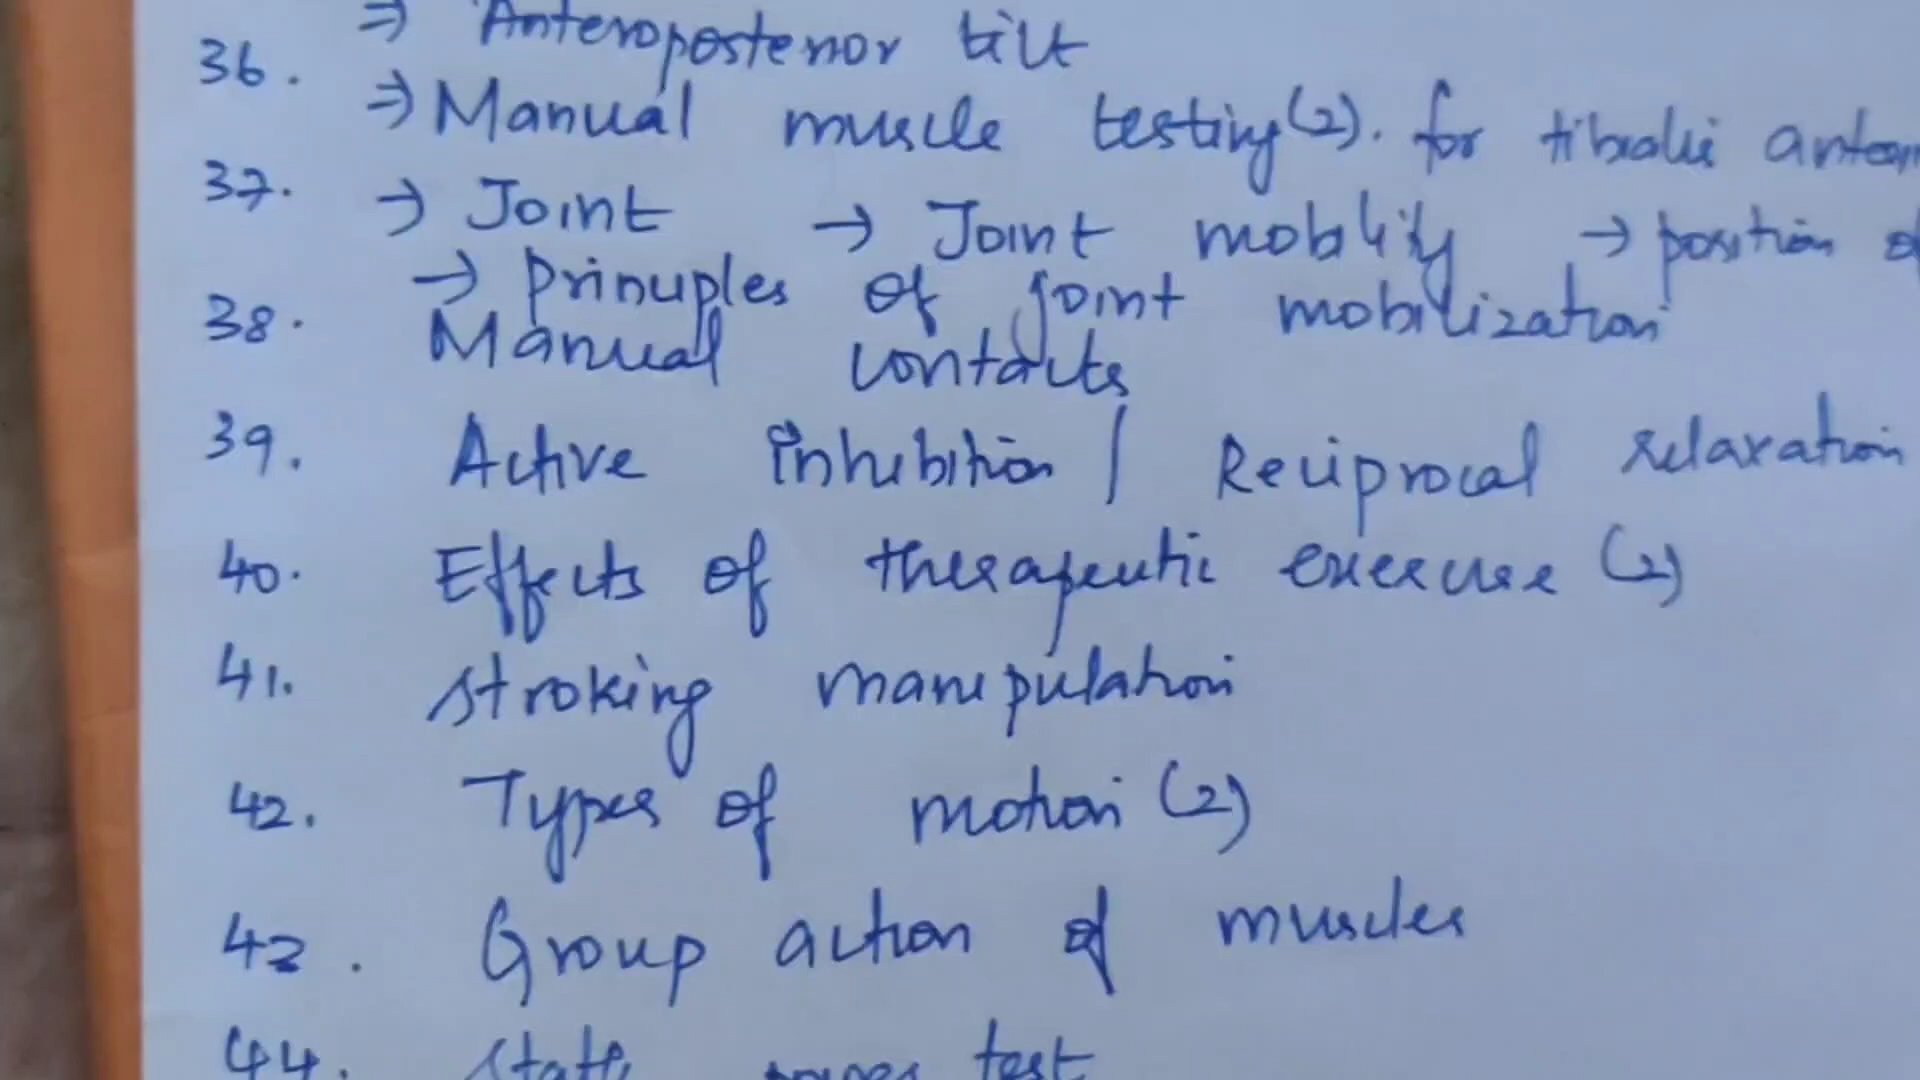 ⇒ Anteroposterior tilt
36. ⇒ Manual muscle testing (2). for tibialis
37. → Joint → Joint moblity → position of
→ Principles of joint mobilization
38. Manual contacts
39. Active inhibition / Reciprocal relaxation
40. Effects of therapeutic exercise (2)
41. stroking manipulation
42. Types of motion (2)
43. Group action of muscles
44. test